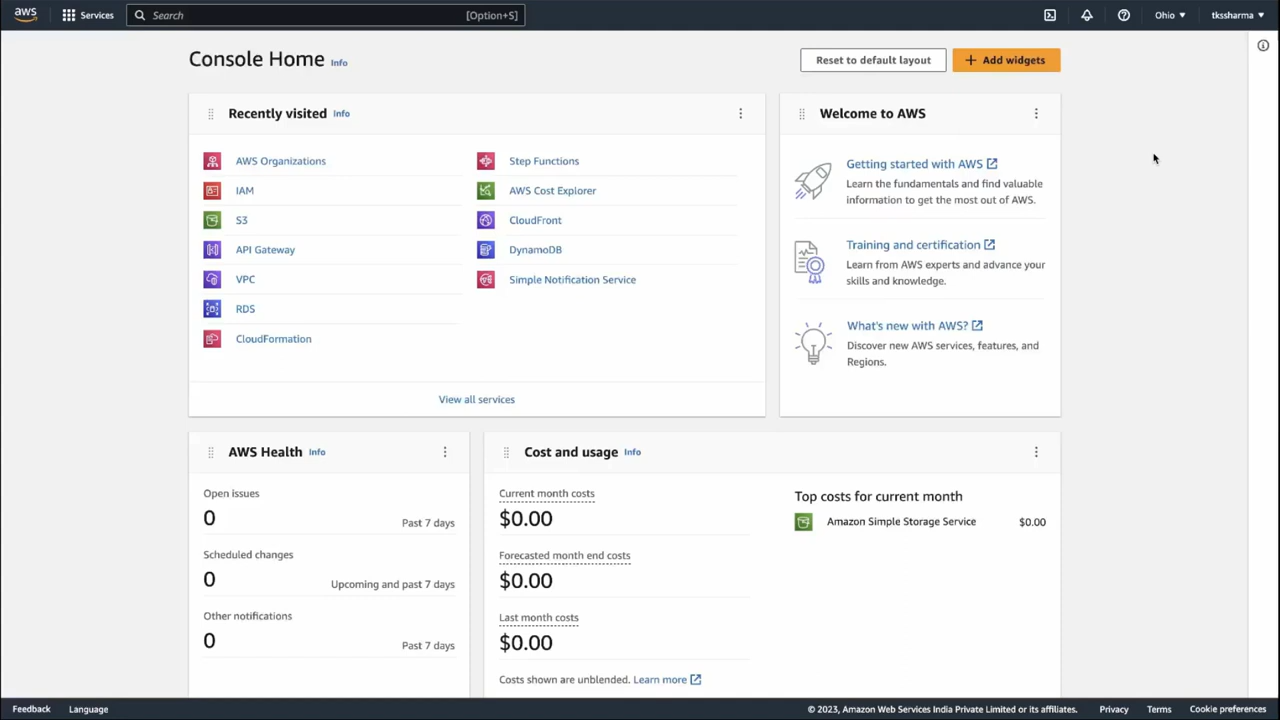 aws
Services
Search
[Option+S]
Ohio
tkssharma
Console Home Info
Reset to default layout
Add widgets
Recently visited Info
AWS Organizations
IAM
S3
API Gateway
VPC
RDS
CloudFormation
Step Functions
AWS Cost Explorer
CloudFront
DynamoDB
Simple Notification Service
View all services
Welcome to AWS
Getting started with AWS
Learn the fundamentals and find valuable
information to get the most out of AWS.
Training and certification
Learn from AWS experts and advance your
skills and knowledge.
What's new with AWS?
Discover new AWS services, features, and
Regions.
AWS Health Info
Open issues
0
Past 7 days
Scheduled changes
0
Upcoming and past 7 days
Other notifications
0
Past 7 days
Cost and usage Info
Current month costs
$0.00
Forecasted month end costs
$0.00
Last month costs
$0.00
Costs shown are unblended. Learn more
Top costs for current month
Amazon Simple Storage Service $0.00
Feedback
Language
© 2023, Amazon Web Services India Private Limited or its affiliates.
Privacy
Terms
Cookie preferences